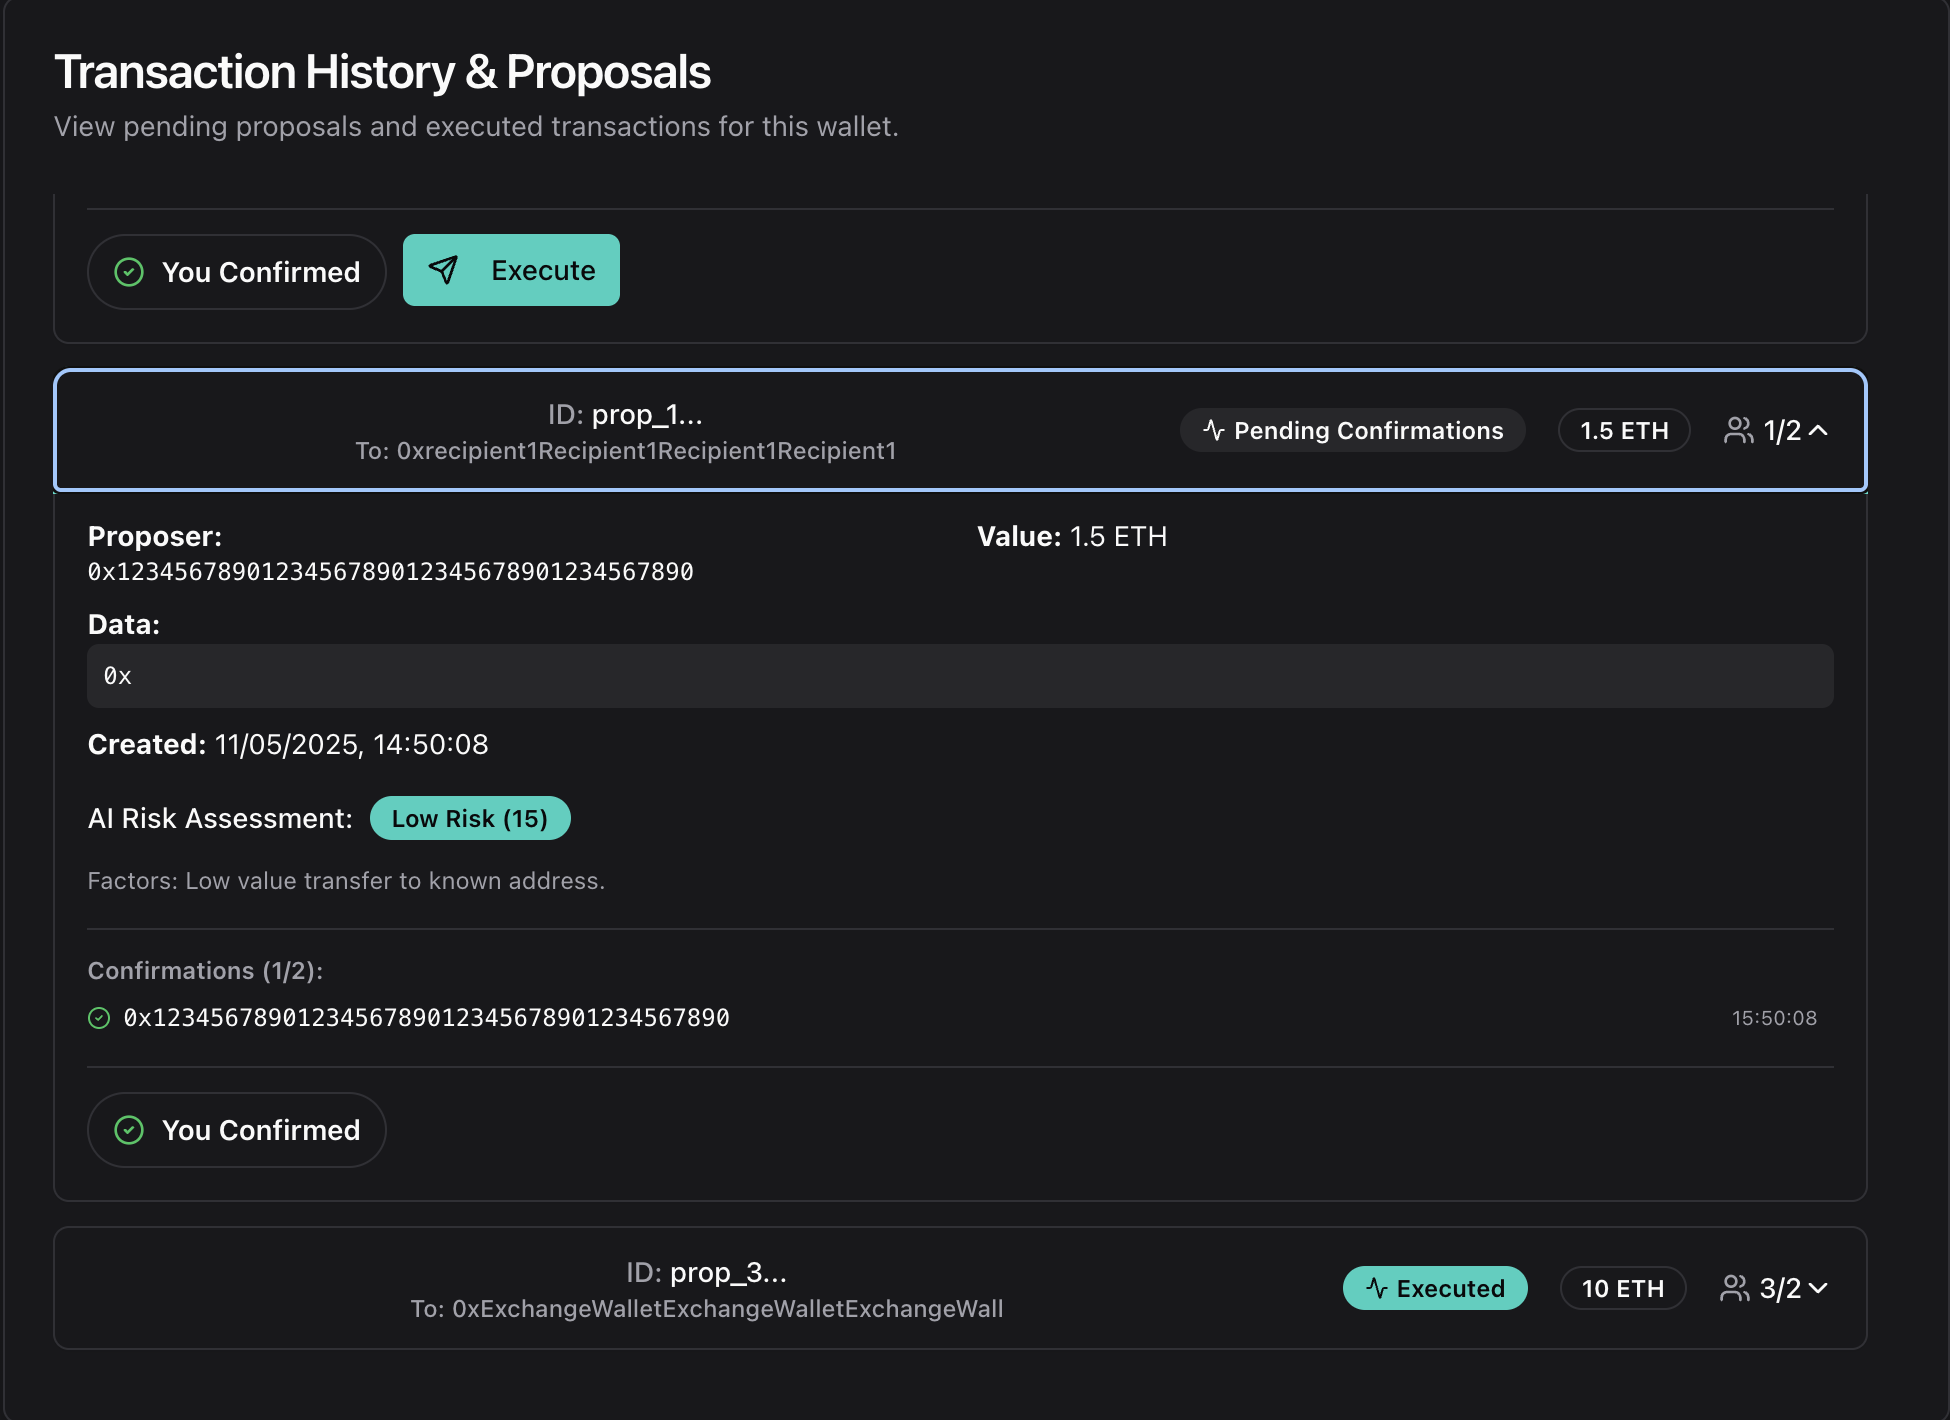 Transaction History & Proposals
View pending proposals and executed transactions for this wallet.
You Confirmed
Execute
ID: prop_1...
To: 0xrecipient1Recipient1Recipient1Recipient1
Pending Confirmations
1.5 ETH
1/2
Proposer:
0x1234567890123456789012345678901234567890
Value: 1.5 ETH
Data:
0x
Created: 11/05/2025, 14:50:08
AI Risk Assessment: Low Risk (15)
Factors: Low value transfer to known address.
Confirmations (1/2):
0x1234567890123456789012345678901234567890
15:50:08
You Confirmed
ID: prop_3...
To: 0xExchangeWalletExchangeWalletExchangeWall
Executed
10 ETH
3/2